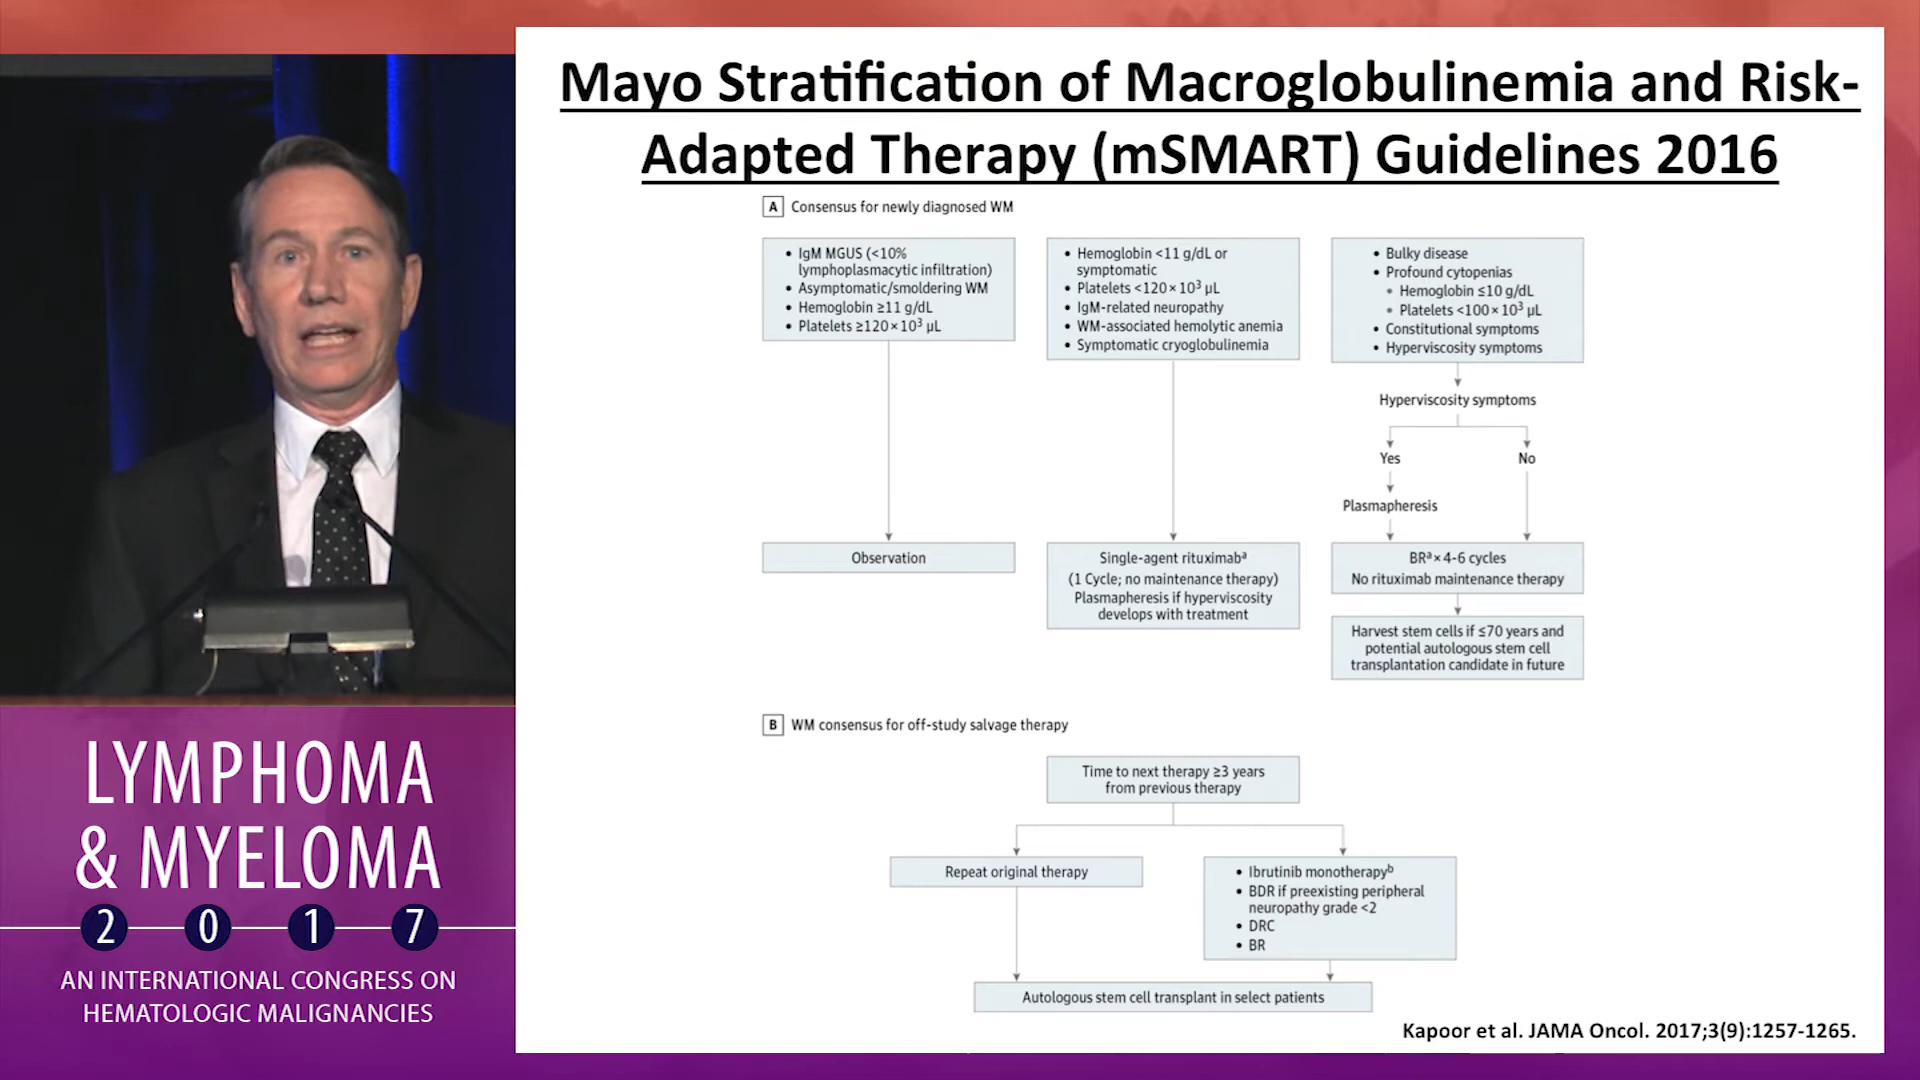 Mayo Stratification of Macroglobulinemia and Risk-
Adapted Therapy (mSMART) Guidelines 2016
A Consensus for newly diagnosed WM
• IgM MGUS (<10%
lymphoplasmacytic infiltration)
• Asymptomatic/smoldering WM
• Hemoglobin ≥11 g/dL
• Platelets ≥120 × 10³ µL
• Hemoglobin <11 g/dL or
symptomatic
• Platelets <120 × 10³ µL
• IgM-related neuropathy
• WM-associated hemolytic anemia
• Symptomatic cryoglobulinemia
• Bulky disease
• Profound cytopenias
• Hemoglobin ≤10 g/dL
• Platelets <100 × 10³ µL
• Constitutional symptoms
• Hyperviscosity symptoms
Hyperviscosity symptoms
Yes
No
Plasmapheresis
Observation
Single-agent rituximabᵃ
(1 Cycle; no maintenance therapy)
Plasmapheresis if hyperviscosity
develops with treatment
BRᵃ × 4-6 cycles
No rituximab maintenance therapy
Harvest stem cells if ≤70 years and
potential autologous stem cell
transplantation candidate in future
B WM consensus for off-study salvage therapy
Time to next therapy ≥3 years
from previous therapy
Repeat original therapy
• Ibrutinib monotherapyᵇ
• BDR if preexisting peripheral
neuropathy grade <2
• DRC
• BR
Autologous stem cell transplant in select patients
Kapoor et al. JAMA Oncol. 2017;3(9):1257-1265.
LYMPHOMA
& MYELOMA
2 0 1 7
AN INTERNATIONAL CONGRESS ON
HEMATOLOGIC MALIGNANCIES